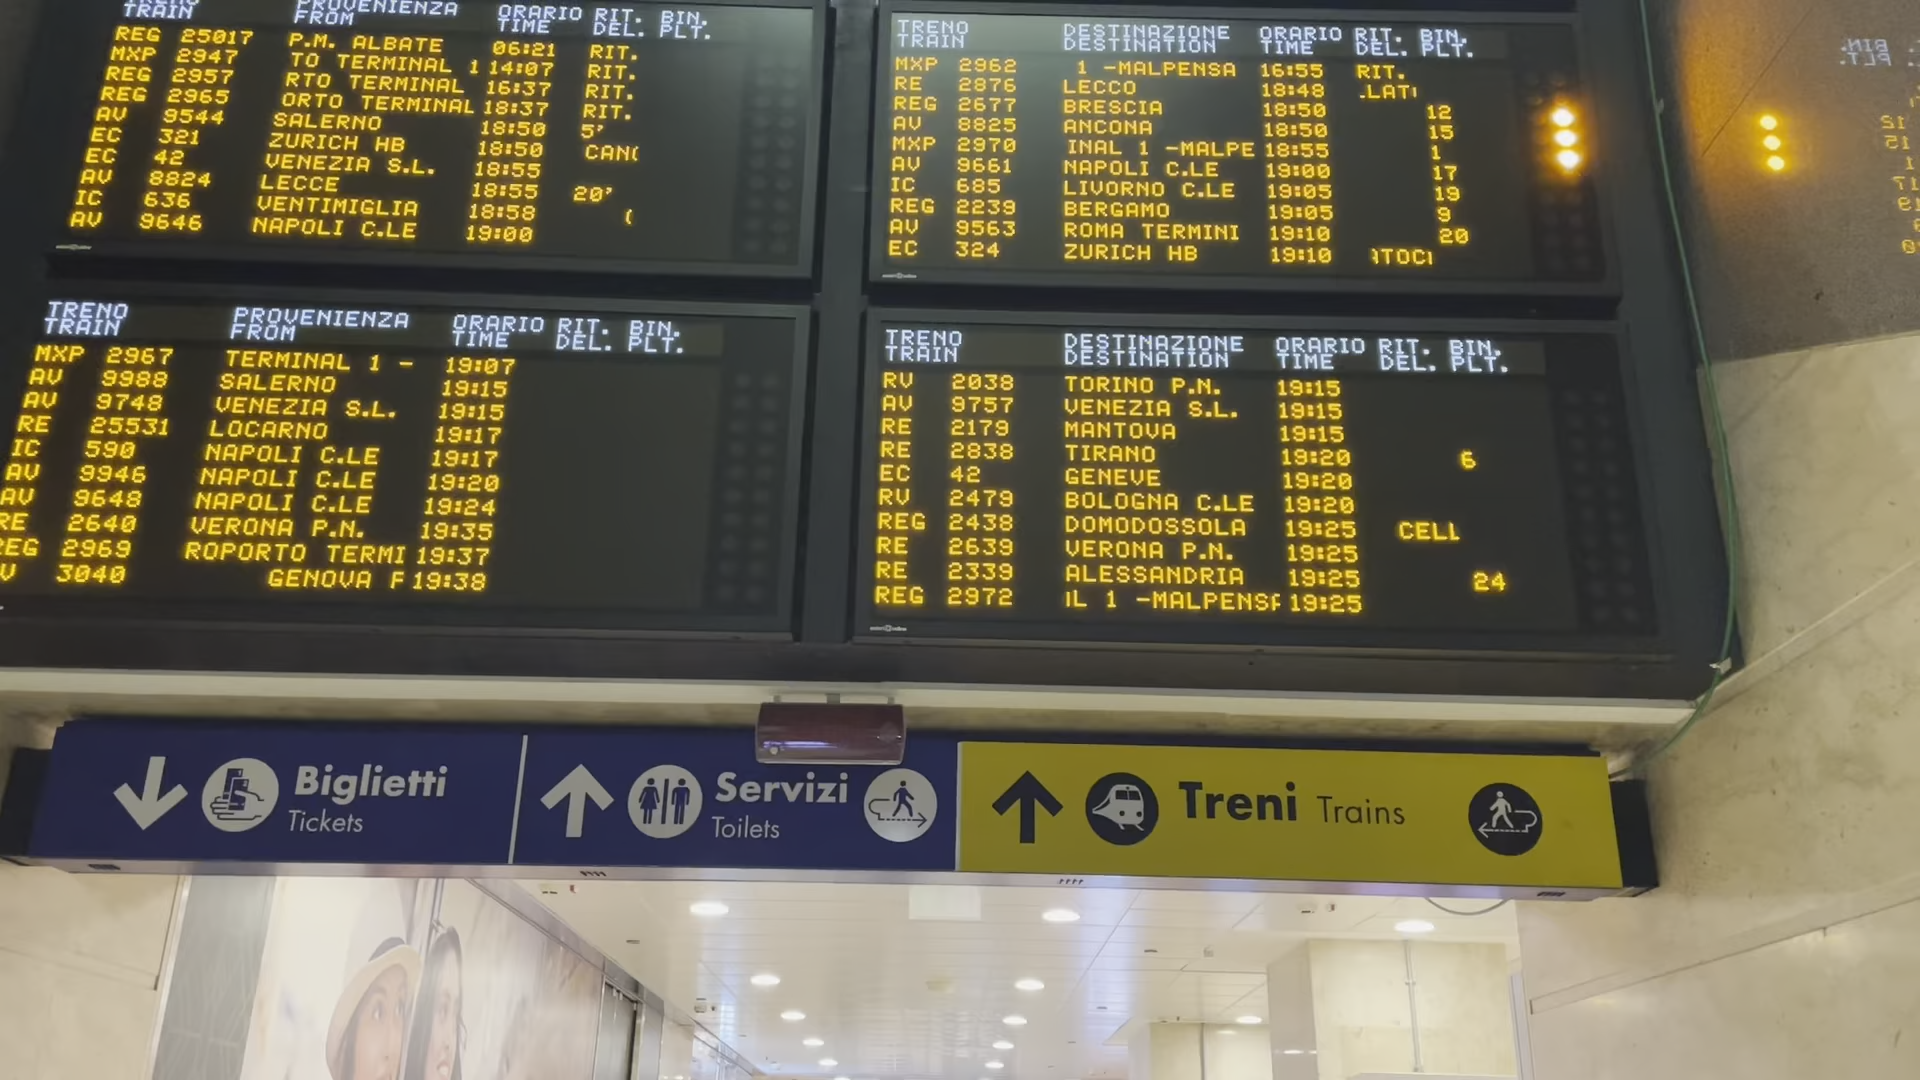 TRENO PROVENIENZA ORARIO RIT. BIN.
TRAIN FROM TIME DEL. PLT.
REG 25017 P.M. ALBATE 06:21 RIT.
MXP 2947 TO TERMINAL 1 14:07 RIT.
REG 2957 RTO TERMINAL 16:37 RIT.
REG 2965 ORTO TERMINAL 18:37 RIT.
AV 9544 SALERNO 18:50 5'
EC 321 ZURICH HB 18:50 CANC
EC 42 VENEZIA S.L. 18:55
AV 8824 LECCE 18:55 20'
IC 636 VENTIMIGLIA 18:58
AV 9646 NAPOLI C.LE 19:00
TRENO DESTINAZIONE ORARIO RIT. BIN.
TRAIN DESTINATION TIME DEL. PLT.
MXP 2962 1 -MALPENSA 16:55 RIT.
RE 2876 LECCO 18:48 .LAT
REG 2677 BRESCIA 18:50 12
AV 8825 ANCONA 18:50 15
MXP 2970 INAL 1 -MALPE 18:55 1
AV 9661 NAPOLI C.LE 19:00 17
IC 685 LIVORNO C.LE 19:05 19
REG 2239 BERGAMO 19:05 9
AV 9563 ROMA TERMINI 19:10 20
EC 324 ZURICH HB 19:10 ATOC
TRENO PROVENIENZA ORARIO RIT. BIN.
TRAIN FROM TIME DEL. PLT.
MXP 2967 TERMINAL 1 - 19:07
AV 9988 SALERNO 19:15
AV 9748 VENEZIA S.L. 19:15
RE 25531 LOCARNO 19:17
IC 590 NAPOLI C.LE 19:17
AV 9946 NAPOLI C.LE 19:20
AV 9648 NAPOLI C.LE 19:24
RE 2640 VERONA P.N. 19:35
REG 2969 ROPORTO TERMI 19:37
V 3040 GENOVA P 19:38
TRENO DESTINAZIONE ORARIO RIT. BIN.
TRAIN DESTINATION TIME DEL. PLT.
RV 2038 TORINO P.N. 19:15
AV 9757 VENEZIA S.L. 19:15
RE 2179 MANTOVA 19:15
RE 2838 TIRANO 19:20 6
EC 42 GENEVE 19:20
RV 2479 BOLOGNA C.LE 19:20
REG 2438 DOMODOSSOLA 19:25 CELL
RE 2639 VERONA P.N. 19:25
RE 2339 ALESSANDRIA 19:25 24
REG 2972 L 1 -MALPENSA 19:25
Biglietti
Tickets
Servizi
Toilets
Treni Trains